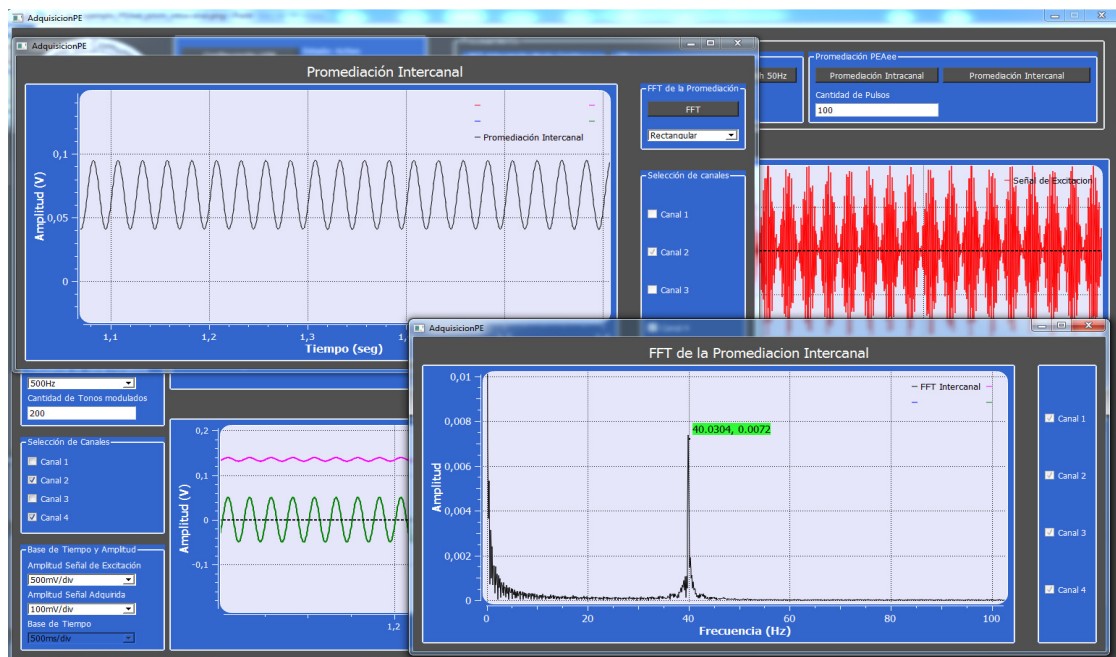 AdquisicionPE
AdquisicionPE
Promediación Intercanal
Amplitud (V)
0,1
0,05
0
1,1
1,2
1,3
Tiempo (seg)
Promediación Intercanal
FFT de la Promediación
FFT
Rectangular
Selección de canales
Canal 1
Canal 2
Canal 3
50Hz
Promediación PEAee
Promediación Intracanal
Promediación Intercanal
Cantidad de Pulsos
100
Señal de Excitación
500Hz
Cantidad de Tonos modulados
200
Selección de Canales
Canal 1
Canal 2
Canal 3
Canal 4
Base de Tiempo y Amplitud
Amplitud Señal de Excitación
500mV/div
Amplitud Señal Adquirida
100mV/div
Base de Tiempo
500ms/div
Amplitud (V)
0,2
0,1
0
-0,1
1,2
AdquisicionPE
FFT de la Promediacion Intercanal
Amplitud
0,01
0,008
0,006
0,004
0,002
0
0
20
40
60
80
100
Frecuencia (Hz)
FFT Intercanal
40.0304, 0.0072
Canal 1
Canal 2
Canal 3
Canal 4